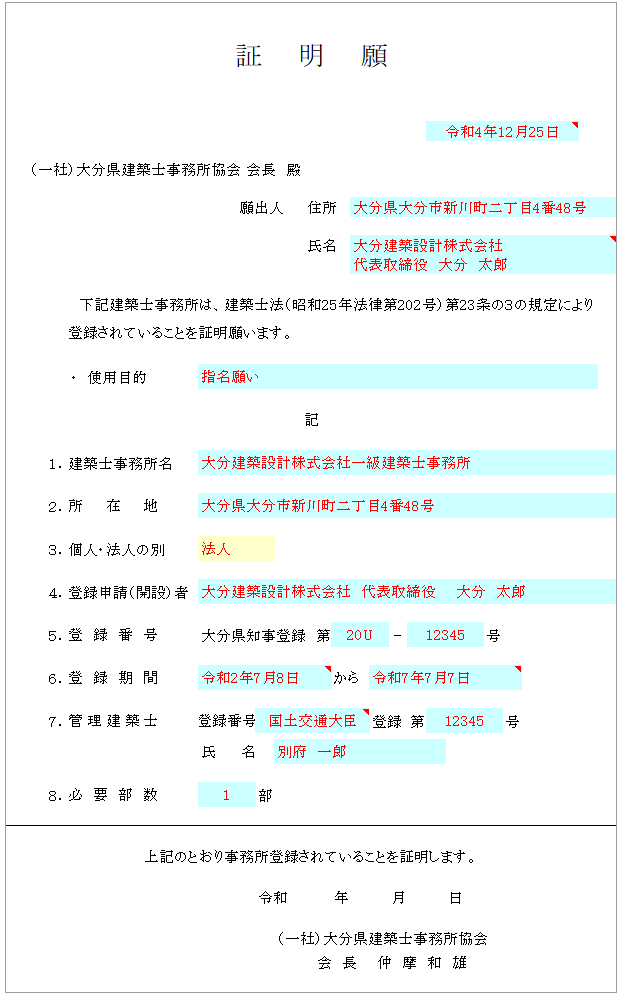 証　明　願
令和4年12月25日
（一社）大分県建築士事務所協会 会長　殿
願出人　住所　大分県大分市新川町二丁目4番48号
氏名　大分建築設計株式会社
代表取締役　大分　太郎
下記建築士事務所は、建築士法（昭和25年法律第202号）第23条の3の規定により
登録されていることを証明願います。
・ 使用目的　指名願い
記
1. 建築士事務所名　大分建築設計株式会社一級建築士事務所
2. 所　在　地　大分県大分市新川町二丁目4番48号
3. 個人・法人の別　法人
4. 登録申請（開設）者　大分建築設計株式会社　代表取締役　大分　太郎
5. 登　録　番　号　大分県知事登録　第　20U　-　12345　号
6. 登　録　期　間　令和2年7月8日　から　令和7年7月7日
7. 管理建築士　登録番号　国土交通大臣　登録　第　12345　号
氏　名　別府　一郎
8. 必　要　部　数　1　部
上記のとおり事務所登録されていることを証明します。
令和　　年　　月　　日
（一社）大分県建築士事務所協会
会　長　仲　摩　和　雄